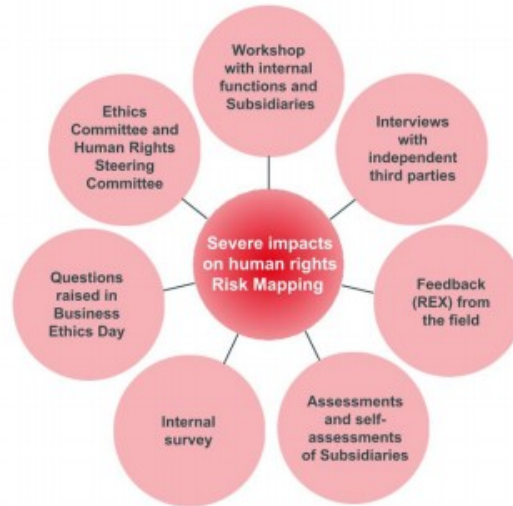 Workshop
with internal
functions and
Subsidiaries
Interviews
with
independent
third parties
Feedback
(REX) from
the field
Assessments
and self-
assessments
of Subsidiaries
Internal
survey
Questions
raised in
Business
Ethics Day
Ethics
Committee and
Human Rights
Steering
Committee
Severe impacts
on human rights
Risk Mapping